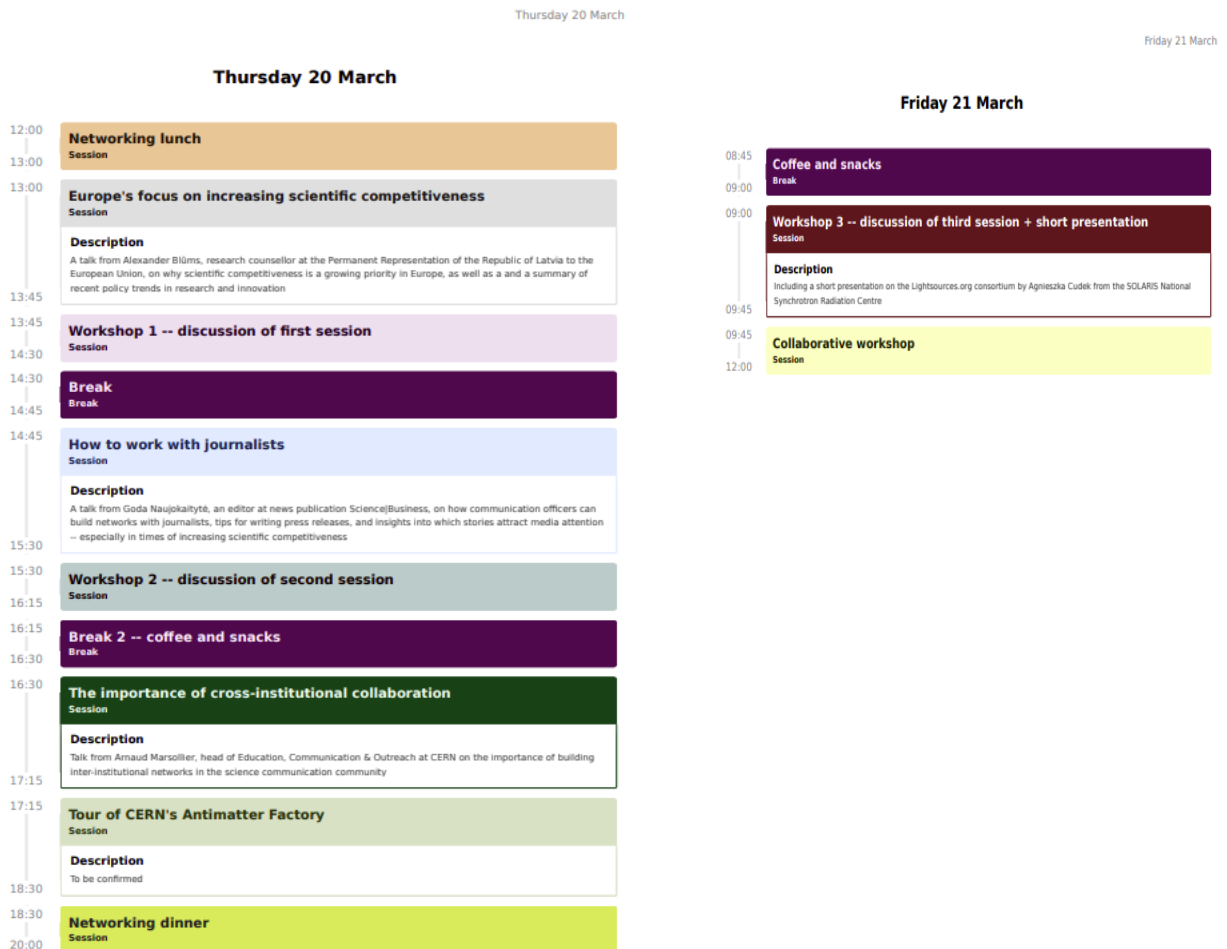 Thursday 20 March
Thursday 20 March
12:00
Networking lunch
Session
13:00
13:00
Europe's focus on increasing scientific competitiveness
Session
Description
A talk from Alexander Blūms, research counsellor at the Permanent Representation of the Republic of Latvia to the
European Union, on why scientific competitiveness is a growing priority in Europe, as well as a and a summary of
recent policy trends in research and innovation
13:45
13:45
Workshop 1 -- discussion of first session
Session
14:30
14:30
Break
Break
14:45
14:45
How to work with journalists
Session
Description
A talk from Goda Naujokaitytė, an editor at news publication Science|Business, on how communication officers can
build networks with journalists, tips for writing press releases, and insights into which stories attract media attention
-- especially in times of increasing scientific competitiveness
15:30
15:30
Workshop 2 -- discussion of second session
Session
16:15
16:15
Break 2 -- coffee and snacks
Break
16:30
16:30
The importance of cross-institutional collaboration
Session
Description
Talk from Arnaud Marsollier, head of Education, Communication & Outreach at CERN on the importance of building
inter-institutional networks in the science communication community
17:15
17:15
Tour of CERN's Antimatter Factory
Session
Description
To be confirmed
18:30
18:30
Networking dinner
Session
20:00
Friday 21 March
Friday 21 March
08:45
Coffee and snacks
Break
09:00
09:00
Workshop 3 -- discussion of third session + short presentation
Session
Description
Including a short presentation on the Lightsources.org consortium by Agnieszka Cudek from the SOLARIS National
Synchrotron Radiation Centre
09:45
09:45
Collaborative workshop
Session
12:00